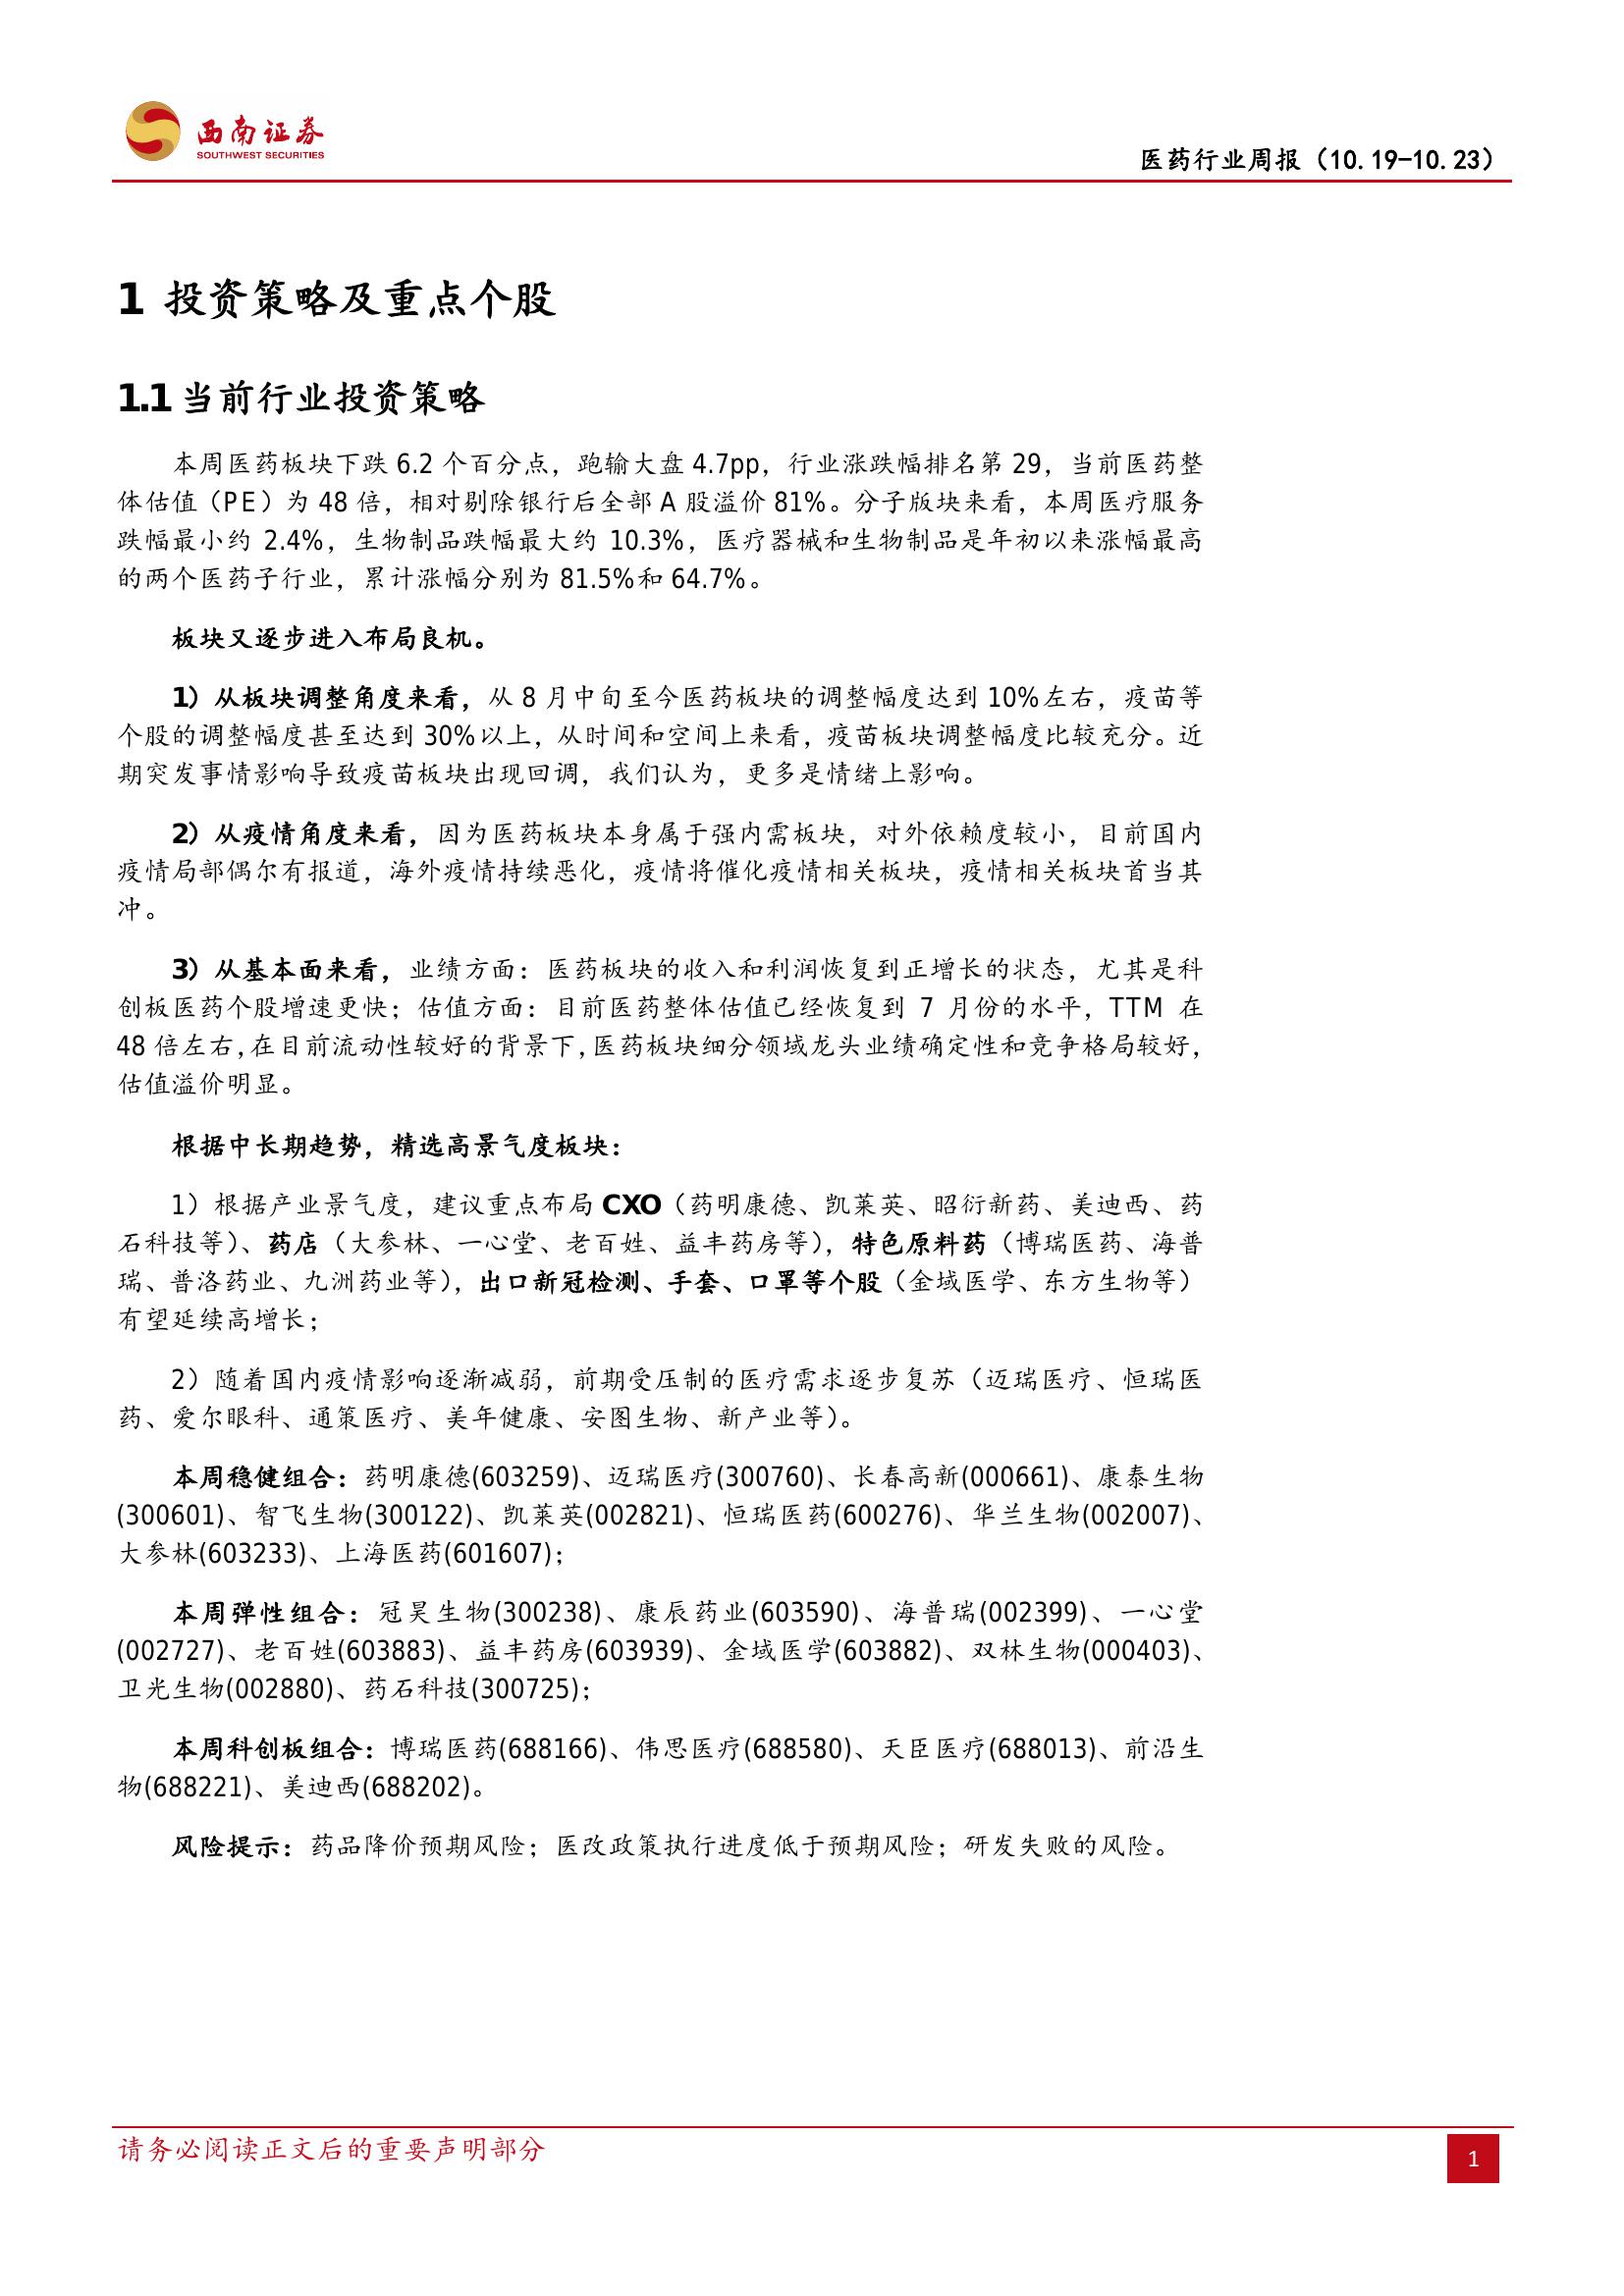 西南证券
SOUTHWEST SECURITIES
医药行业周报（10.19-10.23）
1 投资策略及重点个股
1.1 当前行业投资策略
本周医药板块下跌 6.2 个百分点，跑输大盘 4.7pp，行业涨跌幅排名第 29，当前医药整
体估值（PE）为 48 倍，相对剔除银行后全部 A 股溢价 81%。分子版块来看，本周医疗服务
跌幅最小约 2.4%，生物制品跌幅最大约 10.3%，医疗器械和生物制品是年初以来涨幅最高
的两个医药子行业，累计涨幅分别为 81.5%和 64.7%。
板块又逐步进入布局良机。
1）从板块调整角度来看，从 8 月中旬至今医药板块的调整幅度达到 10%左右，疫苗等
个股的调整幅度甚至达到 30%以上，从时间和空间上来看，疫苗板块调整幅度比较充分。近
期突发事情影响导致疫苗板块出现回调，我们认为，更多是情绪上影响。
2）从疫情角度来看，因为医药板块本身属于强内需板块，对外依赖度较小，目前国内
疫情局部偶尔有报道，海外疫情持续恶化，疫情将催化疫情相关板块，疫情相关板块首当其
冲。
3）从基本面来看，业绩方面：医药板块的收入和利润恢复到正增长的状态，尤其是科
创板医药个股增速更快；估值方面：目前医药整体估值已经恢复到 7 月份的水平，TTM 在
48 倍左右，在目前流动性较好的背景下，医药板块细分领域龙头业绩确定性和竞争格局较好，
估值溢价明显。
根据中长期趋势，精选高景气度板块：
1）根据产业景气度，建议重点布局 CXO（药明康德、凯莱英、昭衍新药、美迪西、药
石科技等）、药店（大参林、一心堂、老百姓、益丰药房等），特色原料药（博瑞医药、海普
瑞、普洛药业、九洲药业等），出口新冠检测、手套、口罩等个股（金域医学、东方生物等）
有望延续高增长；
2）随着国内疫情影响逐渐减弱，前期受压制的医疗需求逐步复苏（迈瑞医疗、恒瑞医
药、爱尔眼科、通策医疗、美年健康、安图生物、新产业等）。
本周稳健组合：药明康德(603259)、迈瑞医疗(300760)、长春高新(000661)、康泰生物
(300601)、智飞生物(300122)、凯莱英(002821)、恒瑞医药(600276)、华兰生物(002007)、
大参林(603233)、上海医药(601607)；
本周弹性组合：冠昊生物(300238)、康辰药业(603590)、海普瑞(002399)、一心堂
(002727)、老百姓(603883)、益丰药房(603939)、金域医学(603882)、双林生物(000403)、
卫光生物(002880)、药石科技(300725)；
本周科创板组合：博瑞医药(688166)、伟思医疗(688580)、天臣医疗(688013)、前沿生
物(688221)、美迪西(688202)。
风险提示：药品降价预期风险；医改政策执行进度低于预期风险；研发失败的风险。
请务必阅读正文后的重要声明部分
1